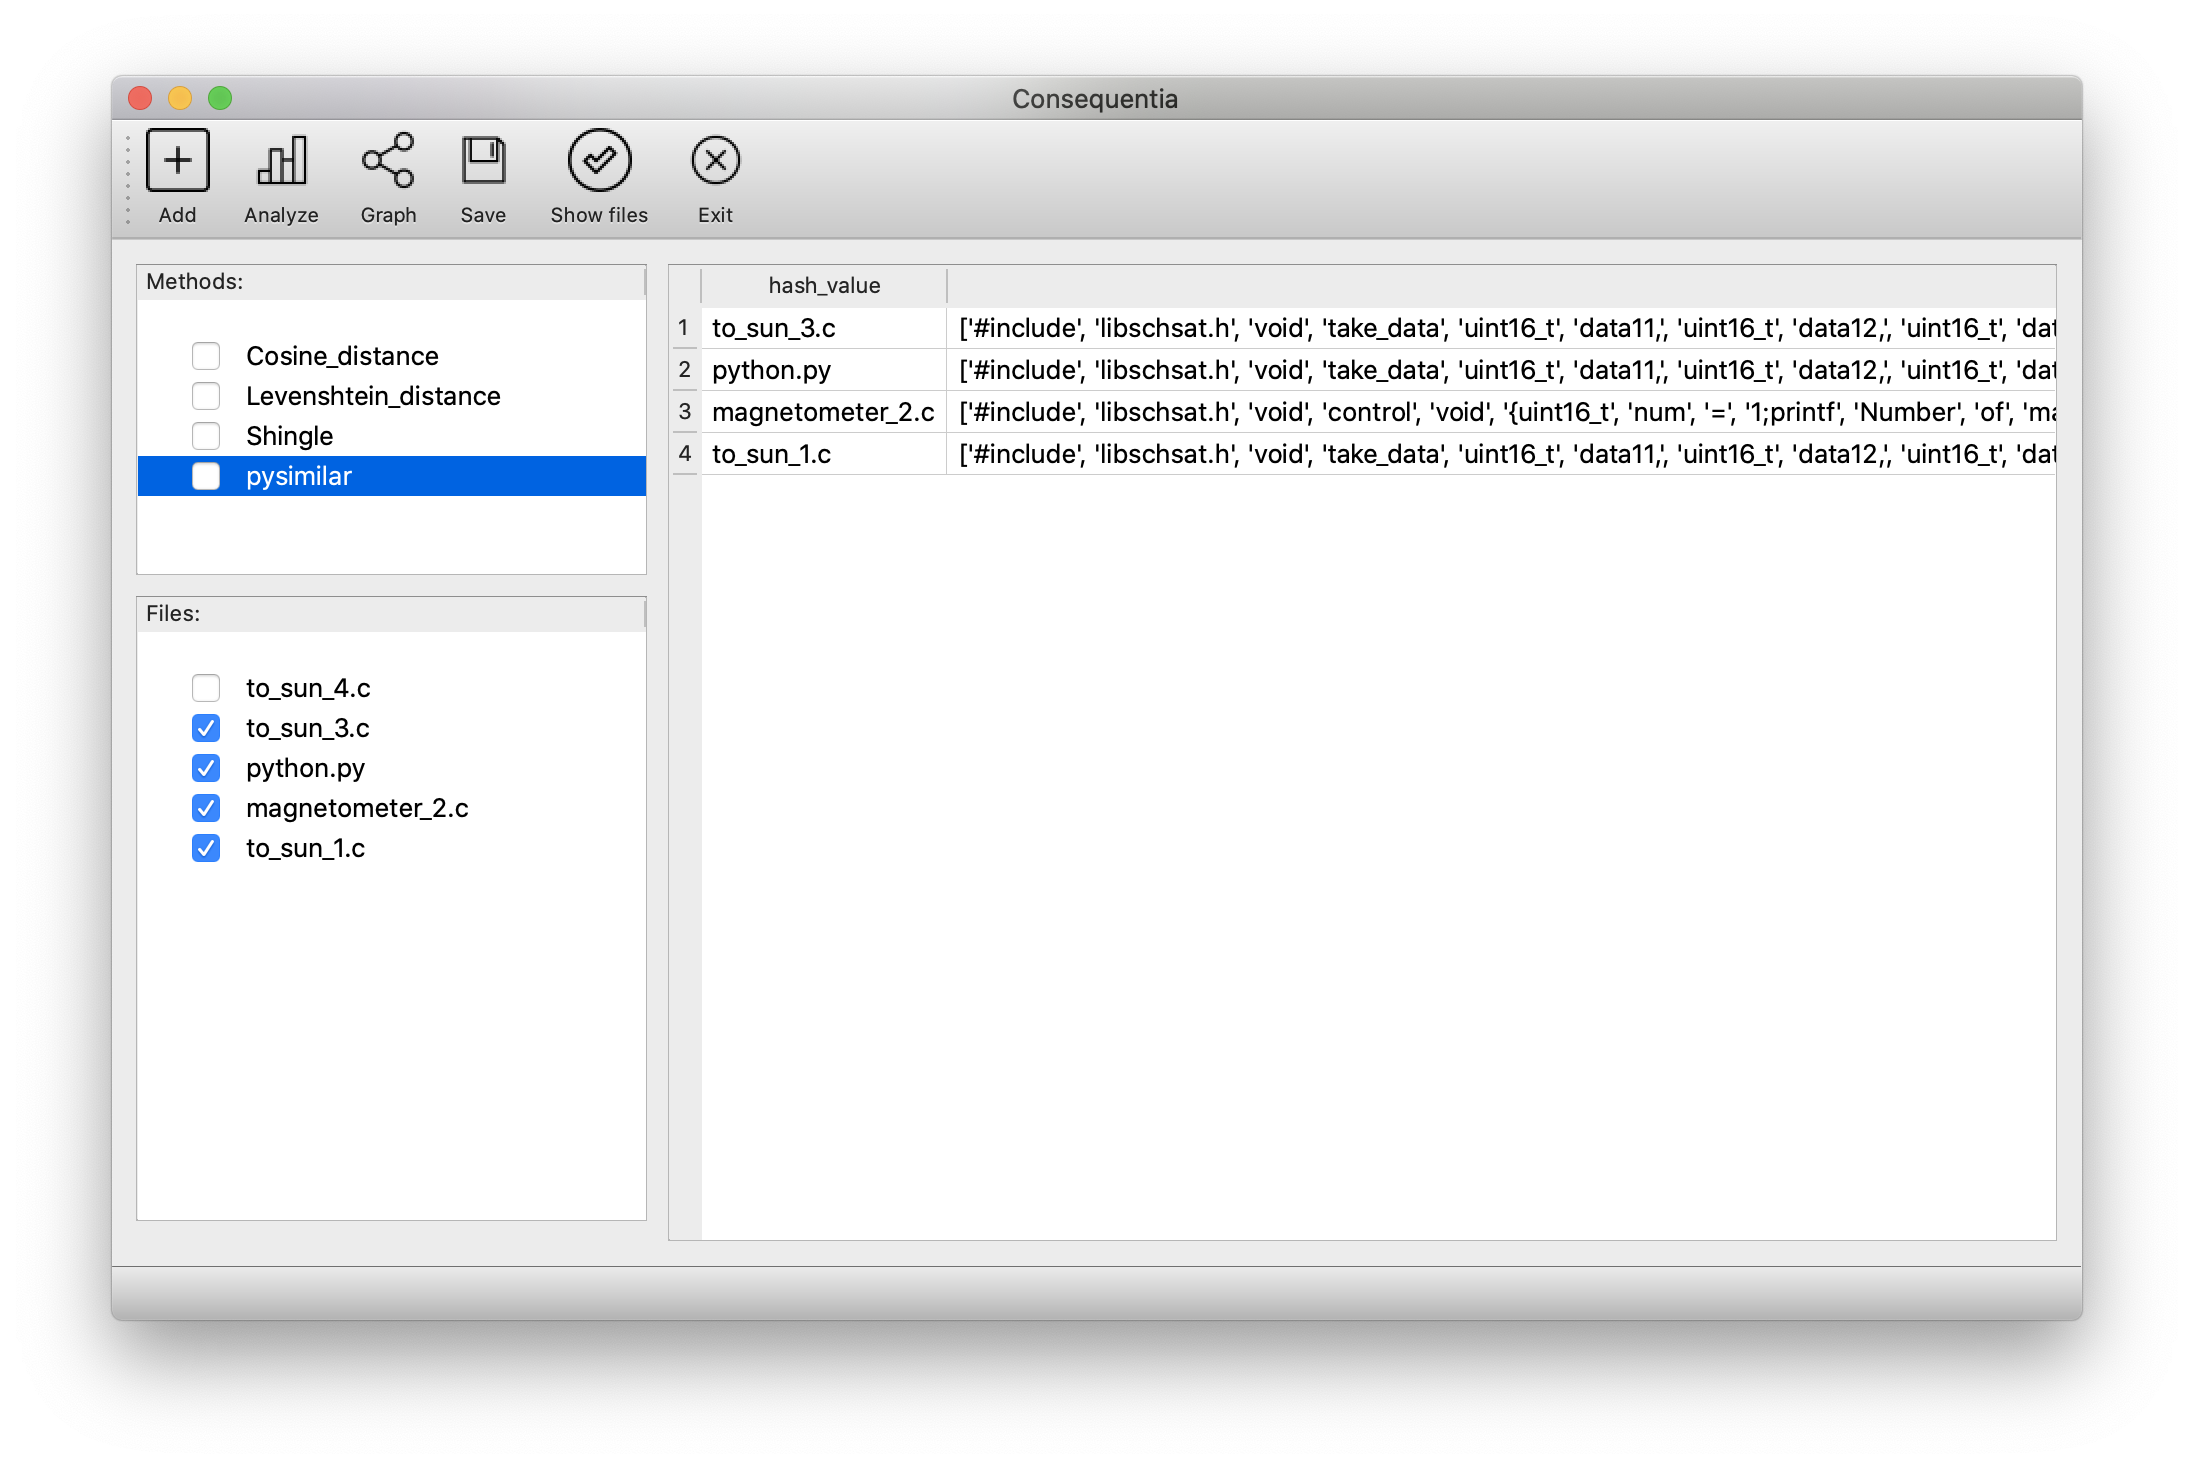 Consequentia
Add Analyze Graph Save Show files Exit
Methods:
Cosine_distance
Levenshtein_distance
Shingle
pysimilar
Files:
to_sun_4.c
to_sun_3.c
python.py
magnetometer_2.c
to_sun_1.c
hash_value
1 to_sun_3.c ['#include', 'libschsat.h', 'void', 'take_data', 'uint16_t', 'data11,', 'uint16_t', 'data12,', 'uint16_t', 'dat
2 python.py ['#include', 'libschsat.h', 'void', 'take_data', 'uint16_t', 'data11,', 'uint16_t', 'data12,', 'uint16_t', 'dat
3 magnetometer_2.c ['#include', 'libschsat.h', 'void', 'control', 'void', '{uint16_t', 'num', '=', '1;printf', 'Number', 'of', 'ma
4 to_sun_1.c ['#include', 'libschsat.h', 'void', 'take_data', 'uint16_t', 'data11,', 'uint16_t', 'data12,', 'uint16_t', 'dat